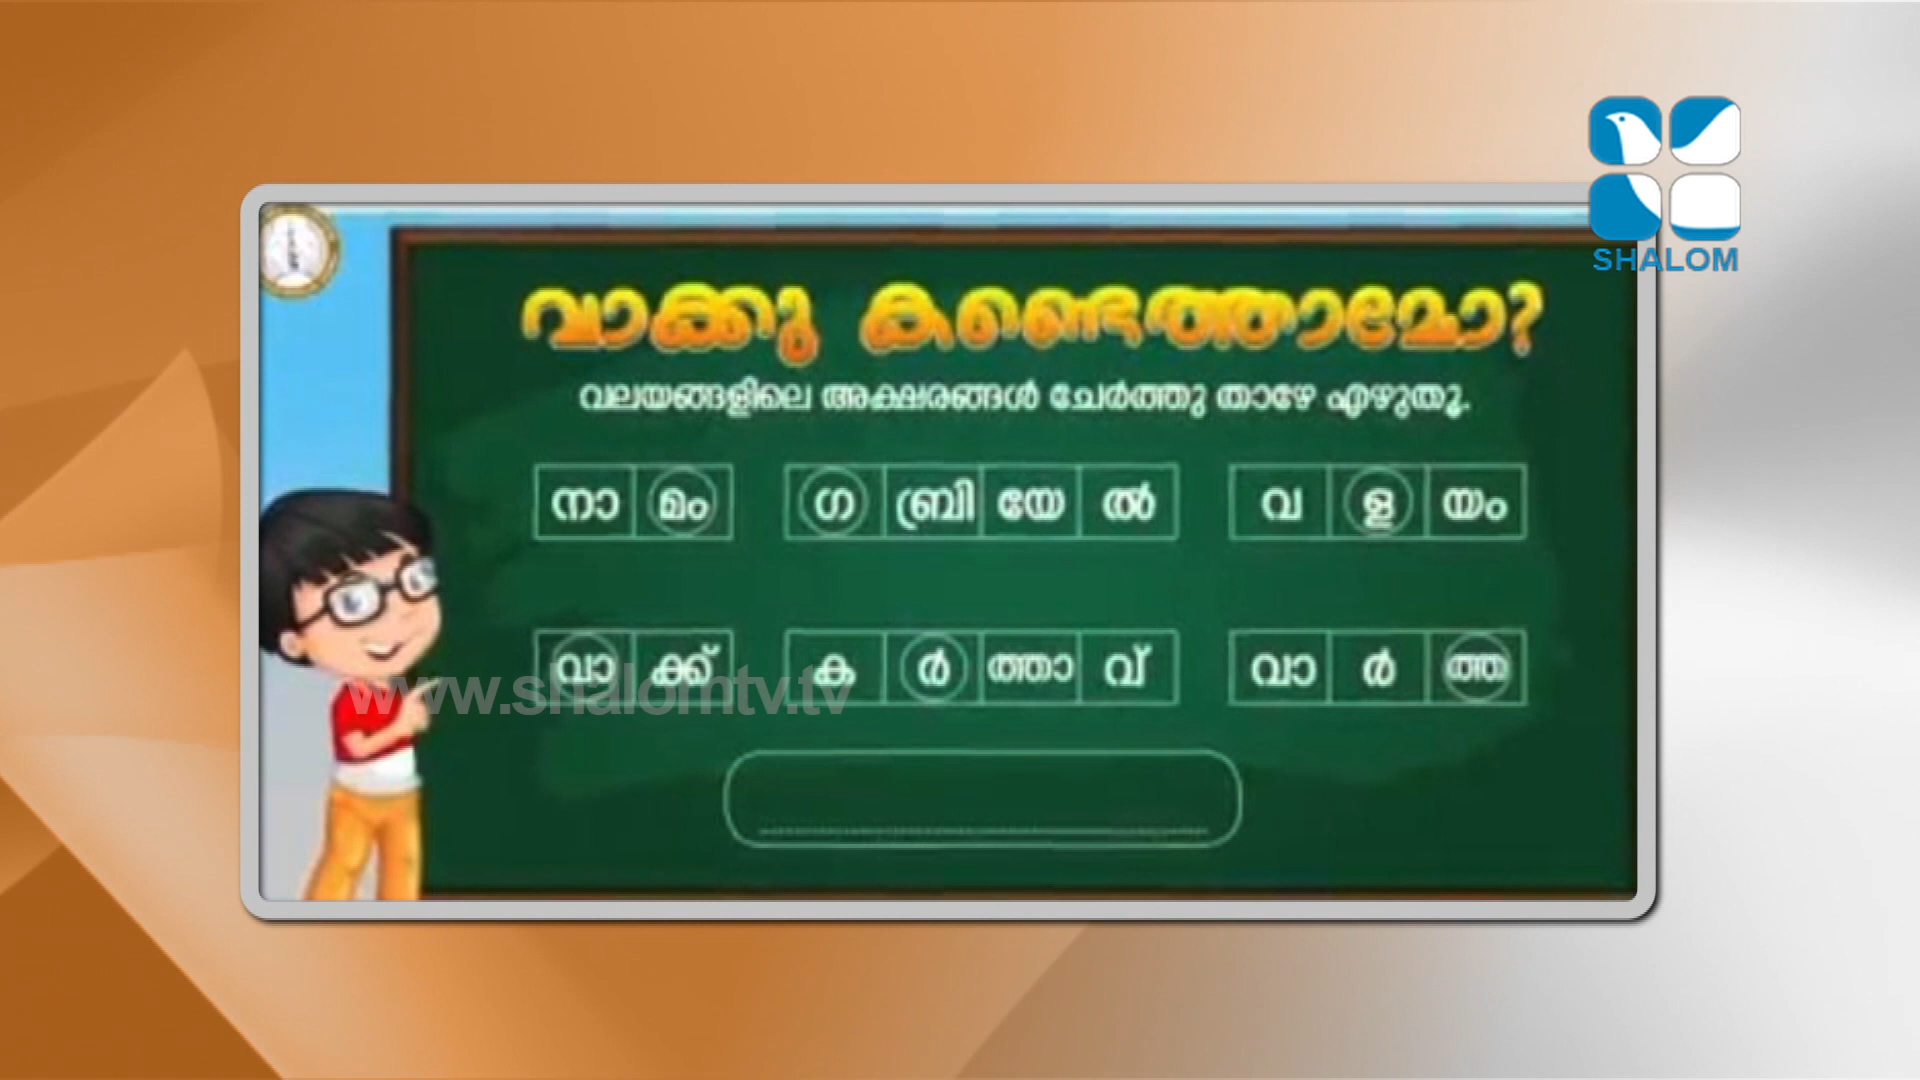 SHALOM
വാക്കു കണ്ടെത്താമോ?
വലയങ്ങളിലെ അക്ഷരങ്ങൾ ചേർത്തു താഴേ എഴുതൂ.
നാ മം ഗ ബ്രി യേ ൽ വ ള യം
വാ ക്ക് ക ർ ത്താ വ് വാ ർ ത്ത
www.shalomtv.tv